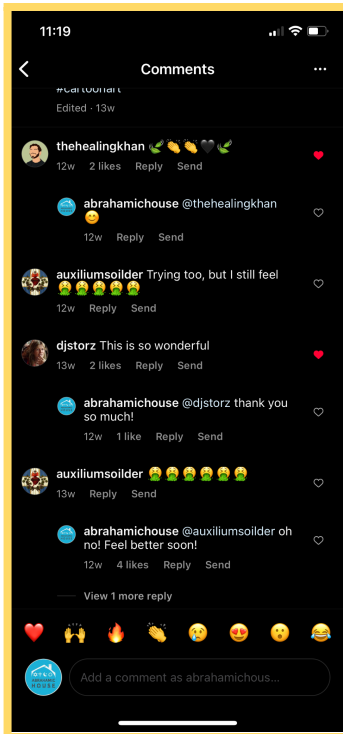 11:19
Comments
#cartoonart
Edited · 13w
thehealingkhan 🌿👏👏🖤🌿
12w 2 likes Reply Send
abrahamichouse @thehealingkhan
😊
12w Reply Send
auxiliumsoilder Trying too, but I still feel
🤮🤮🤮🤮🤮
12w Reply Send
djstorz This is so wonderful
13w 2 likes Reply Send
abrahamichouse @djstorz thank you
so much!
12w 1 like Reply Send
auxiliumsoilder 🤮🤮🤮🤮🤮🤮
13w Reply Send
abrahamichouse @auxiliumsoilder oh
no! Feel better soon!
12w 4 likes Reply Send
View 1 more reply
❤️🙌🔥👏😢😍😮😂
ABRAHAMIC
HOUSE
Add a comment as abrahamichous...